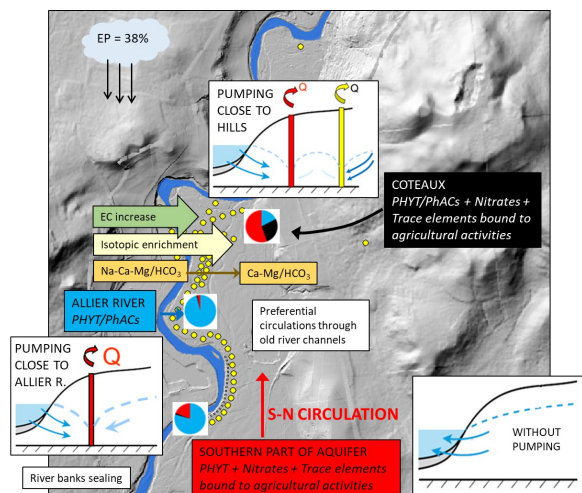 EP = 38%
PUMPING
CLOSE TO
HILLS
Q
Q
COTEAUX
PHYT/PhACs + Nitrates +
Trace elements bound to
agricultural activities
EC increase
Isotopic enrichment
Na-Ca-Mg/HCO₃
Ca-Mg/HCO₃
ALLIER RIVER
PHYT/PhACs
Preferential
circulations through
old river channels
PUMPING
CLOSE TO
ALLIER R.
Q
S-N CIRCULATION
WITHOUT
PUMPING
SOUTHERN PART OF AQUIFER
PHYT + Nitrates + Trace elements
bound to agricultural activities
River banks sealing